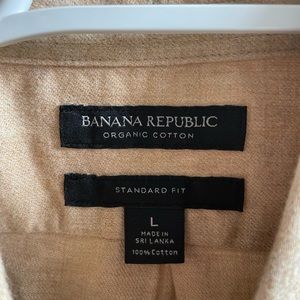 BANANA REPUBLIC
ORGANIC COTTON
STANDARD FIT
L
MADE IN
SRI LANKA
100% Cotton